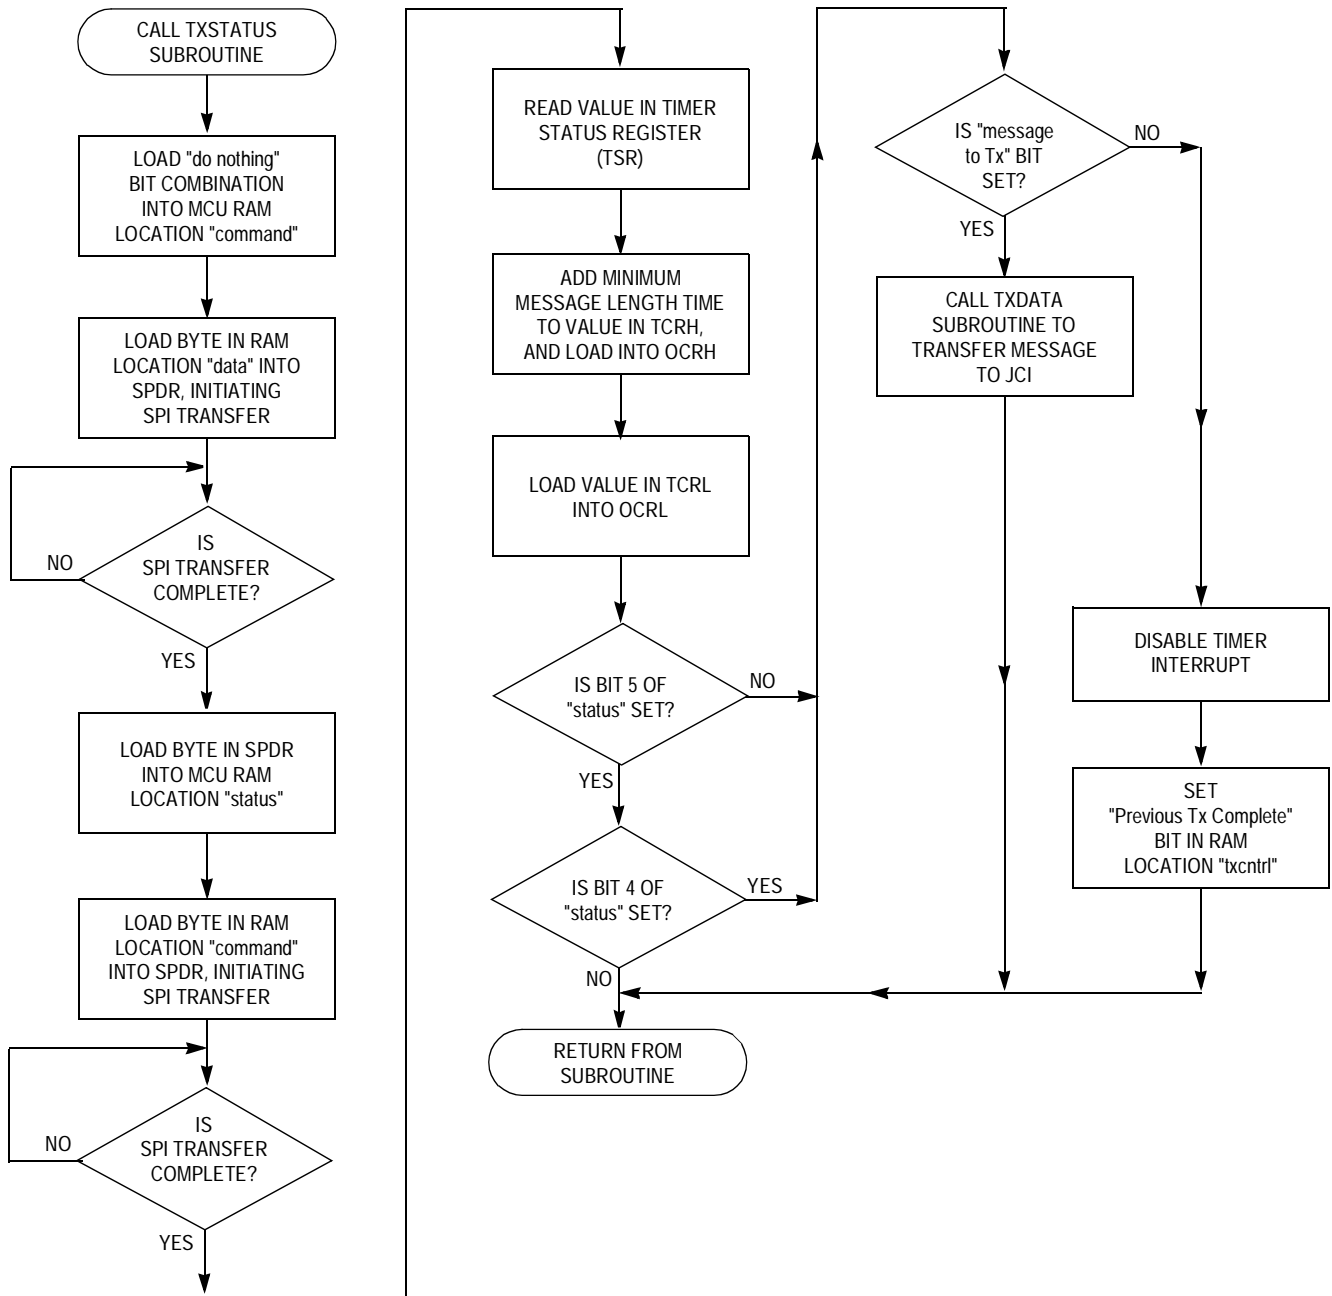 CALL TXSTATUS
SUBROUTINE
LOAD "do nothing"
BIT COMBINATION
INTO MCU RAM
LOCATION "command"
LOAD BYTE IN RAM
LOCATION "data" INTO
SPDR, INITIATING
SPI TRANSFER
IS
SPI TRANSFER
COMPLETE?
NO
YES
LOAD BYTE IN SPDR
INTO MCU RAM
LOCATION "status"
LOAD BYTE IN RAM
LOCATION "command"
INTO SPDR, INITIATING
SPI TRANSFER
IS
SPI TRANSFER
COMPLETE?
NO
YES
READ VALUE IN TIMER
STATUS REGISTER
(TSR)
ADD MINIMUM
MESSAGE LENGTH TIME
TO VALUE IN TCRH,
AND LOAD INTO OCRH
LOAD VALUE IN TCRL
INTO OCRL
IS BIT 5 OF
"status" SET?
NO
YES
IS BIT 4 OF
"status" SET?
YES
NO
RETURN FROM
SUBROUTINE
IS "message
to Tx" BIT
SET?
NO
YES
CALL TXDATA
SUBROUTINE TO
TRANSFER MESSAGE
TO JCI
DISABLE TIMER
INTERRUPT
SET
"Previous Tx Complete"
BIT IN RAM
LOCATION "txcntrl"